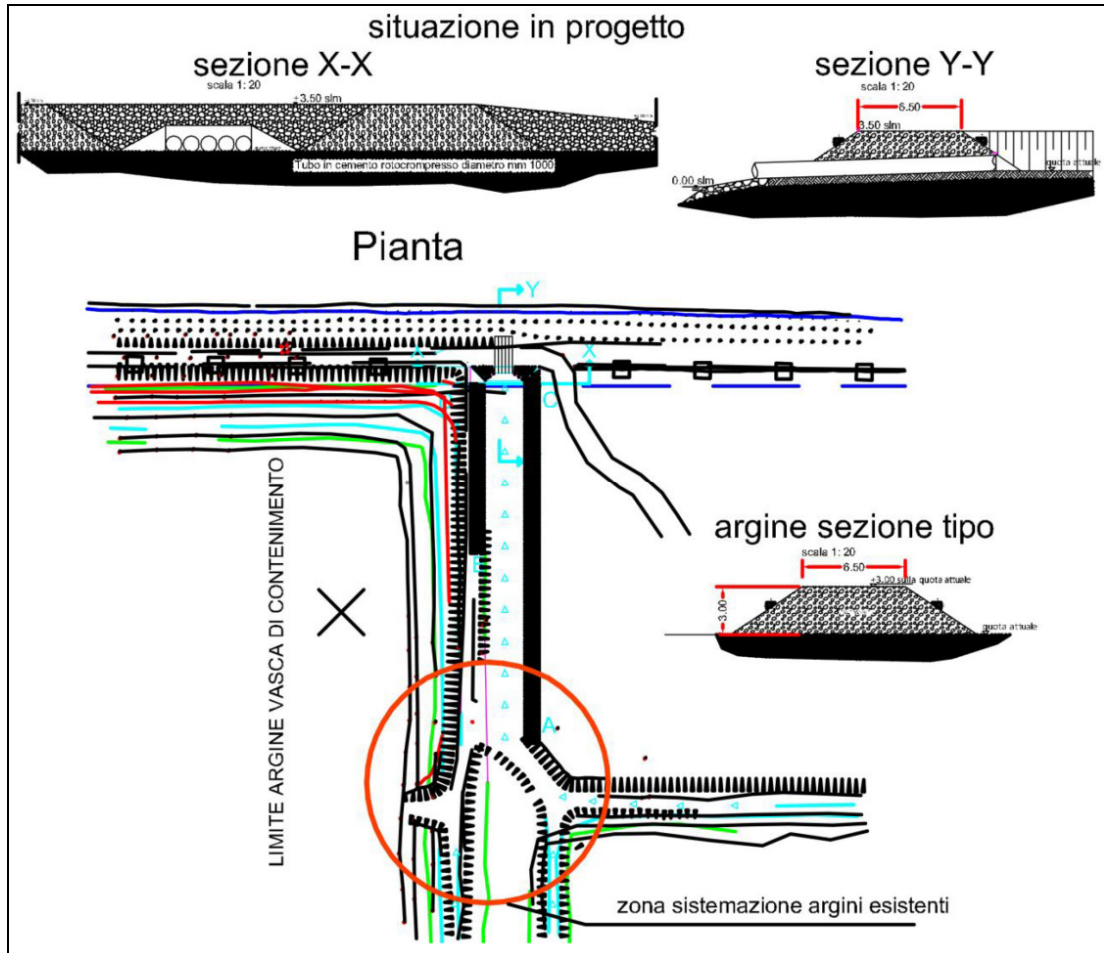 situazione in progetto
sezione X-X
scala 1: 20
±3.50 slm
Tubo in cemento rotocrompresso diametro mm 1000
sezione Y-Y
scala 1: 20
6.50
3.50 slm
quota attuale
0.00 slm
Pianta
Y
X
C
A
LIMITE ARGINE VASCA DI CONTENIMENTO
argine sezione tipo
scala 1: 20
6.50
±3.00 sulla quota attuale
3.00
quota attuale
zona sistemazione argini esistenti